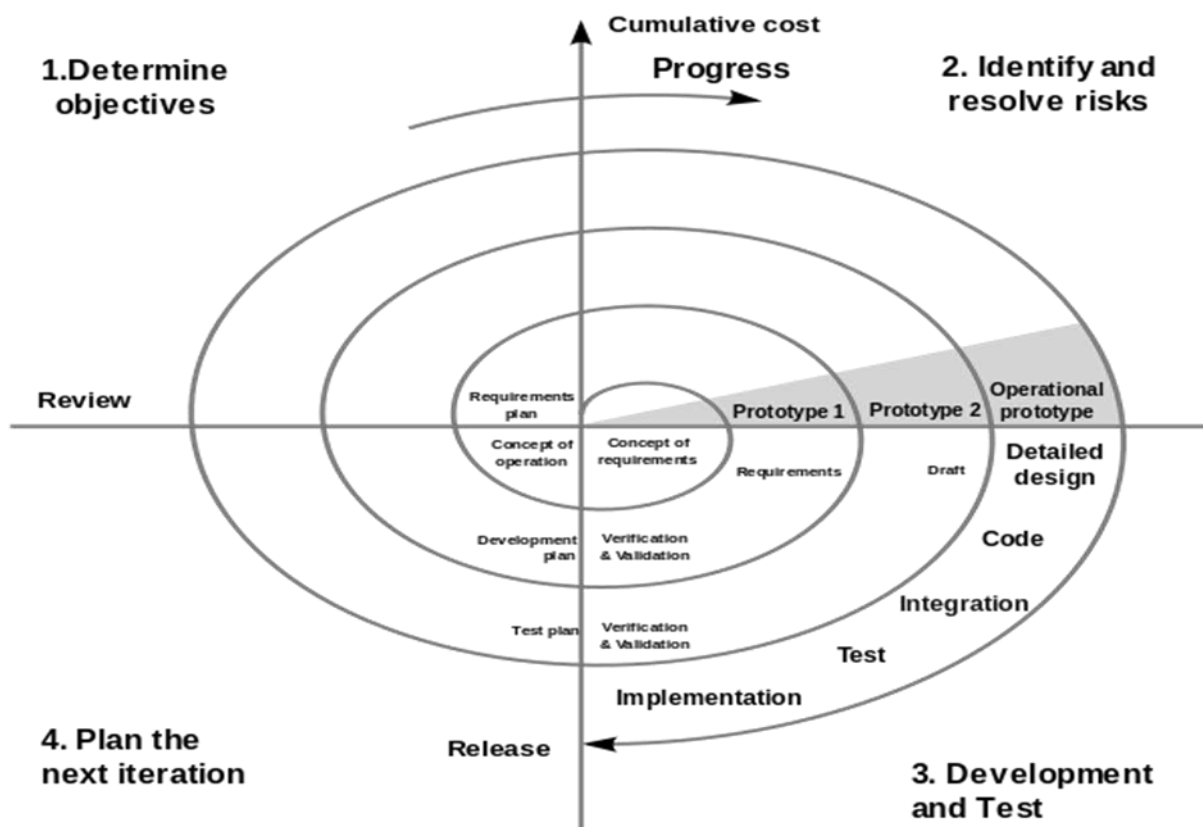 Cumulative cost
1.Determine
objectives
Progress
2. Identify and
resolve risks
Review
Requirements
plan
Prototype 1
Prototype 2
Operational
prototype
Concept of
operation
Concept of
requirements
Requirements
Draft
Detailed
design
Development
plan
Verification
& Validation
Code
Integration
Test plan
Verification
& Validation
Test
Implementation
4. Plan the
next iteration
Release
3. Development
and Test